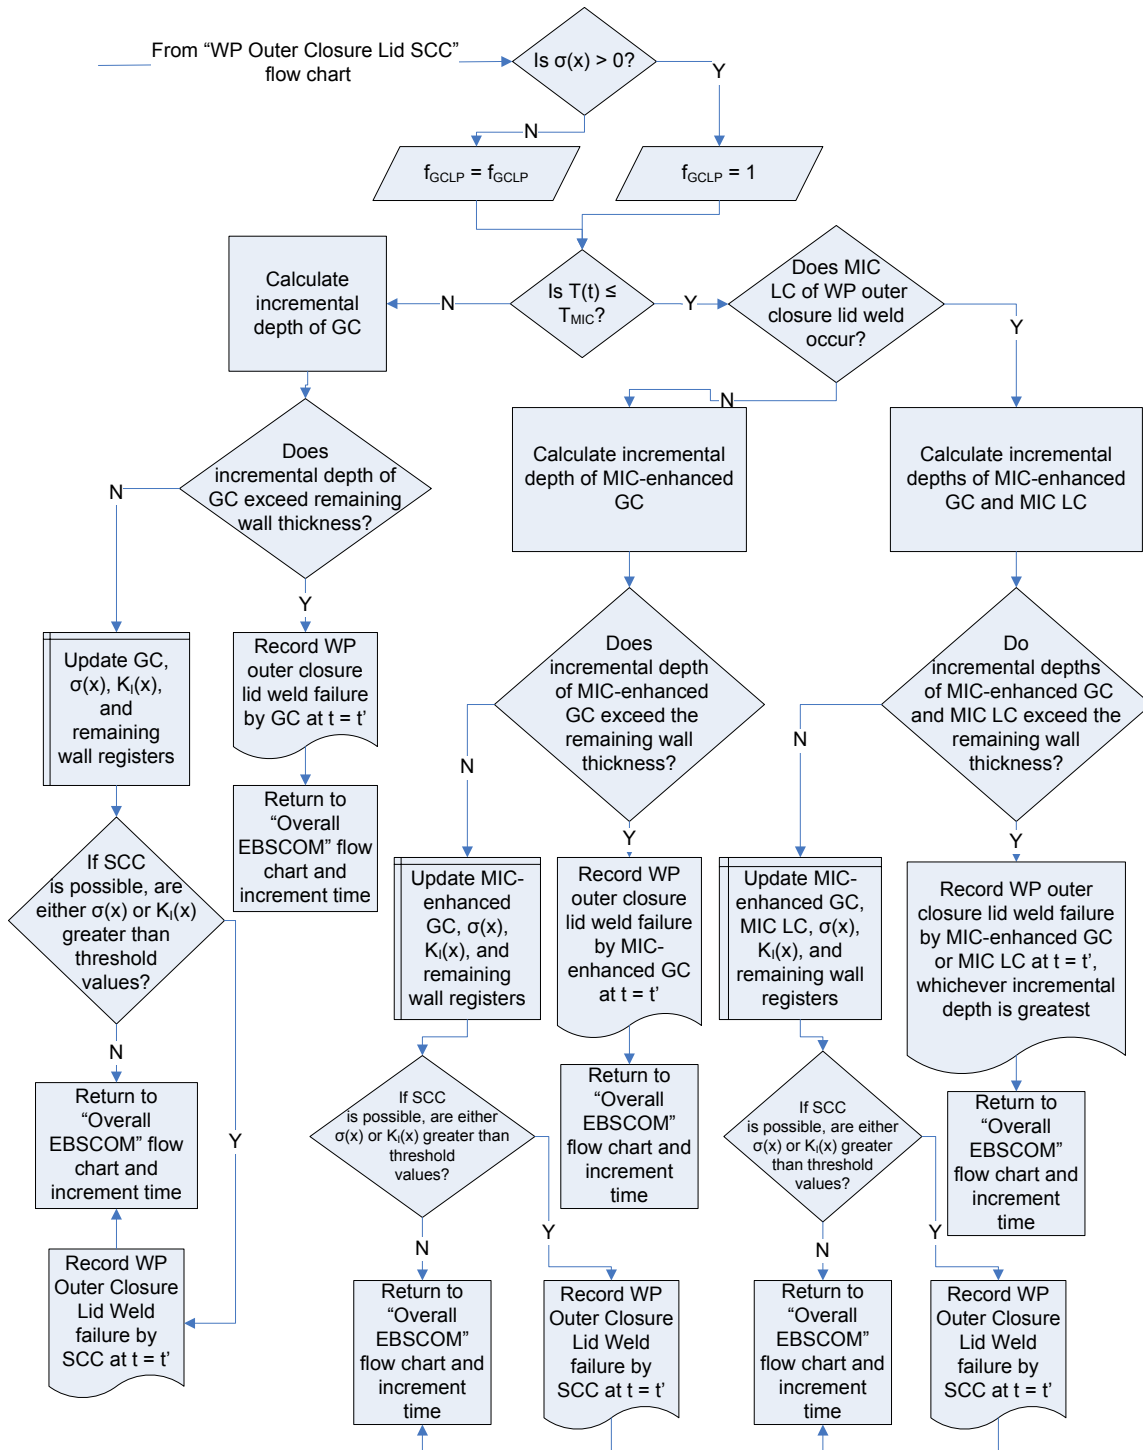 From “WP Outer Closure Lid SCC”
flow chart
Is σ(x) > 0?
Y
N
fGCLP = fGCLP
fGCLP = 1
Calculate
incremental
depth of GC
N
Is T(t) ≤
TMIC?
Y
Does MIC
LC of WP outer
closure lid weld
occur?
Y
N
Does
incremental depth of
GC exceed remaining
wall thickness?
N
Y
Calculate incremental
depth of MIC-enhanced
GC
Calculate incremental
depths of MIC-enhanced
GC and MIC LC
Update GC,
σ(x), KI(x),
and
remaining
wall registers
Record WP
outer closure
lid weld failure
by GC at t = t’
Return to
“Overall
EBSCOM” flow
chart and
increment time
Does
incremental depth
of MIC-enhanced
GC exceed the
remaining wall
thickness?
N
Y
Do
incremental depths
of MIC-enhanced GC
and MIC LC exceed the
remaining wall
thickness?
N
Y
If SCC
is possible, are
either σ(x) or KI(x)
greater than
threshold
values?
N
Y
Update MIC-
enhanced
GC, σ(x),
KI(x), and
remaining
wall registers
Record WP
outer closure
lid weld failure
by MIC-
enhanced GC
at t = t’
Update MIC-
enhanced GC,
MIC LC, σ(x),
KI(x), and
remaining wall
registers
Record WP outer
closure lid weld failure
by MIC-enhanced GC
or MIC LC at t = t’,
whichever incremental
depth is greatest
Return to
“Overall
EBSCOM” flow
chart and
increment time
Record WP
Outer Closure
Lid Weld
failure by
SCC at t = t’
If SCC
is possible, are either
σ(x) or KI(x) greater than
threshold
values?
N
Y
Return to
“Overall
EBSCOM”
flow chart and
increment
time
If SCC
is possible, are either
σ(x) or KI(x) greater
than threshold
values?
N
Y
Return to
“Overall
EBSCOM”
flow chart and
increment
time
Return to
“Overall
EBSCOM”
flow chart and
increment
time
Record WP
Outer Closure
Lid Weld
failure by
SCC at t = t’
Return to
“Overall
EBSCOM”
flow chart and
increment
time
Record WP
Outer Closure
Lid Weld
failure by
SCC at t = t’